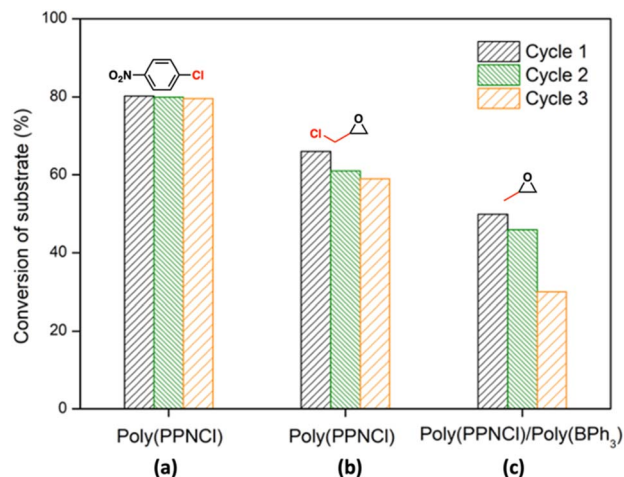 100
80
60
40
20
0
Conversion of substrate (%)
O₂N
Cl
Cl
O
O
Cycle 1
Cycle 2
Cycle 3
Poly(PPNCl) Poly(PPNCl) Poly(PPNCl)/Poly(BPh₃)
(a) (b) (c)